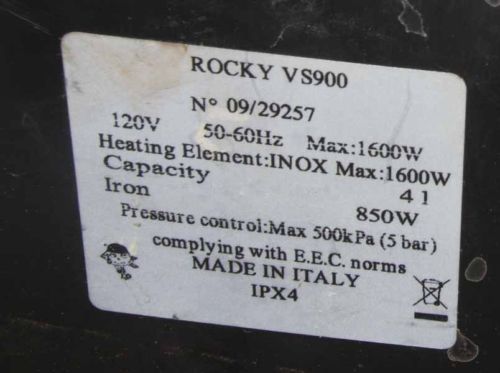 ROCKY VS900
N° 09/29257
120V 50-60Hz Max:1600W
Heating Element:INOX Max:1600W
Capacity 4 l
Iron 850W
Pressure control:Max 500kPa (5 bar)
complying with E.E.C. norms
MADE IN ITALY
IPX4